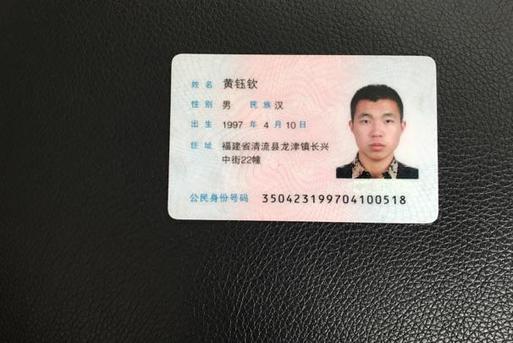 姓名 黄钰钦
性别 男 民族 汉
出生 1997 年 4 月 10 日
住址 福建省清流县龙津镇长兴
中街22幢
公民身份号码 350423199704100518